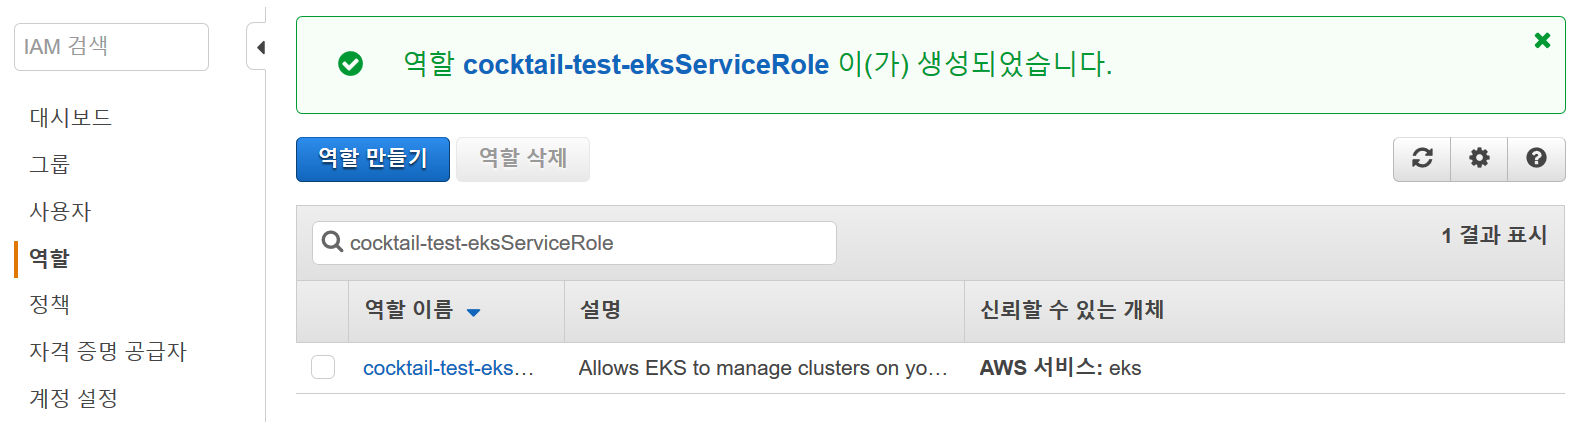 IAM 검색
대시보드
그룹
사용자
역할
정책
자격 증명 공급자
계정 설정
역할 cocktail-test-eksServiceRole 이(가) 생성되었습니다.
역할 만들기
역할 삭제
cocktail-test-eksServiceRole
1 결과 표시
역할 이름
설명
신뢰할 수 있는 개체
cocktail-test-eks…
Allows EKS to manage clusters on yo…
AWS 서비스: eks